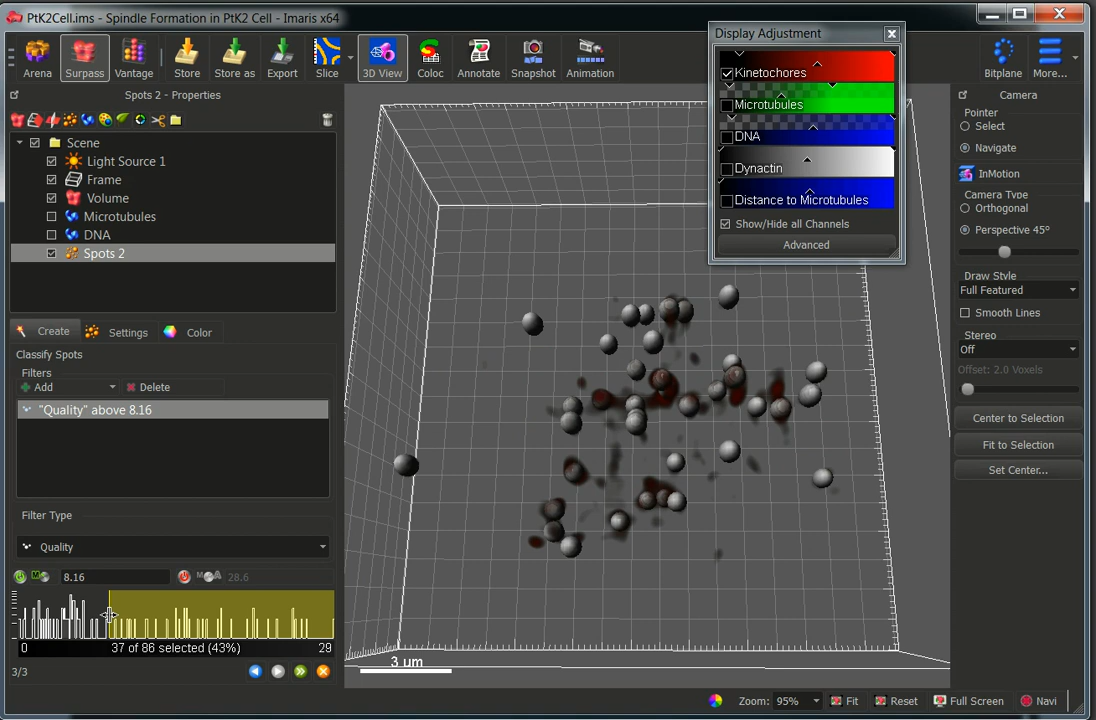 PtK2Cell.ims - Spindle Formation in PtK2 Cell - Imaris x64
Arena
Surpass
Vantage
Store
Store as
Export
Slice
3D View
Coloc
Annotate
Snapshot
Animation
Bitplane
More...
Spots 2 - Properties
Scene
Light Source 1
Frame
Volume
Microtubules
DNA
Spots 2
Create
Settings
Color
Classify Spots
Filters
Add
Delete
"Quality" above 8.16
Filter Type
Quality
8.16
28.6
0
37 of 86 selected (43%)
29
3/3
3 um
Display Adjustment
Kinetochores
Microtubules
DNA
Dynactin
Distance to Microtubules
Show/Hide all Channels
Advanced
Camera
Pointer
Select
Navigate
InMotion
Camera Type
Orthogonal
Perspective 45º
Draw Style
Full Featured
Smooth Lines
Stereo
Off
Offset: 2.0 Voxels
Center to Selection
Fit to Selection
Set Center...
Zoom:
95%
Fit
Reset
Full Screen
Navi